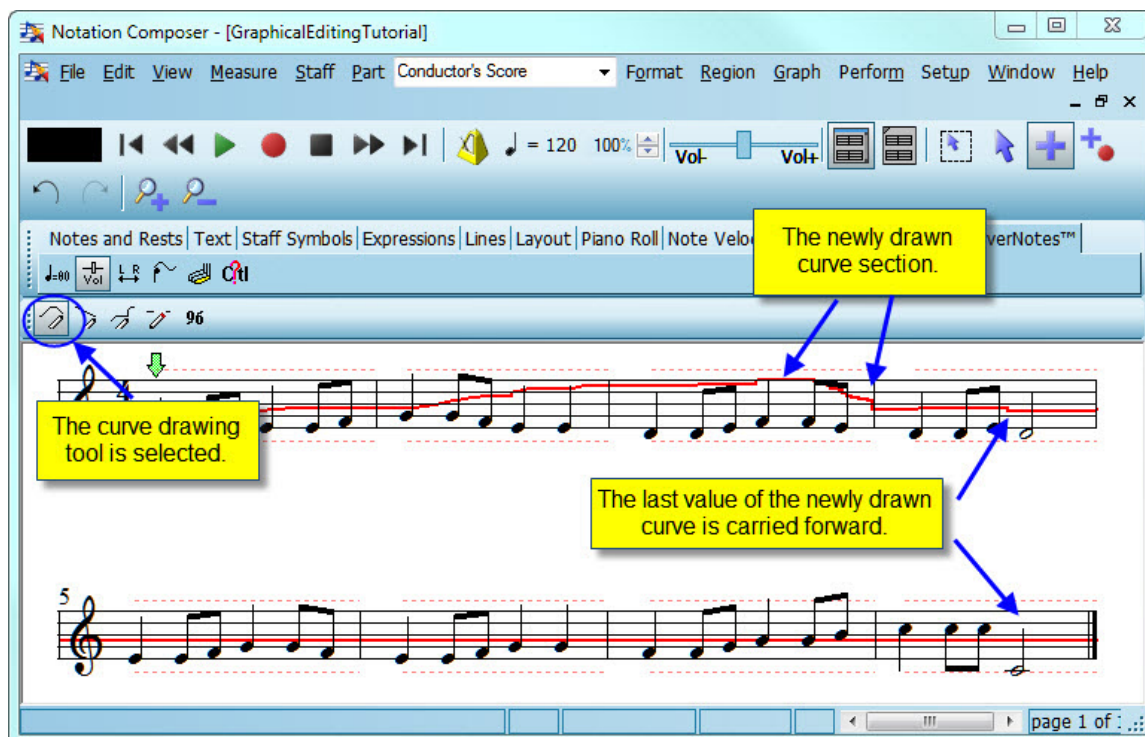 Notation Composer - [GraphicalEditingTutorial]
File Edit View Measure Staff Part Conductor's Score Format Region Graph Perform Setup Window Help
= 120 100% Vol- Vol+
Notes and Rests Text Staff Symbols Expressions Lines Layout Piano Roll Note Velo verNotes™
=80 Vol L R Ctl
96
The newly drawn
curve section.
4
The curve drawing
tool is selected.
The last value of the newly drawn
curve is carried forward.
5
page 1 of